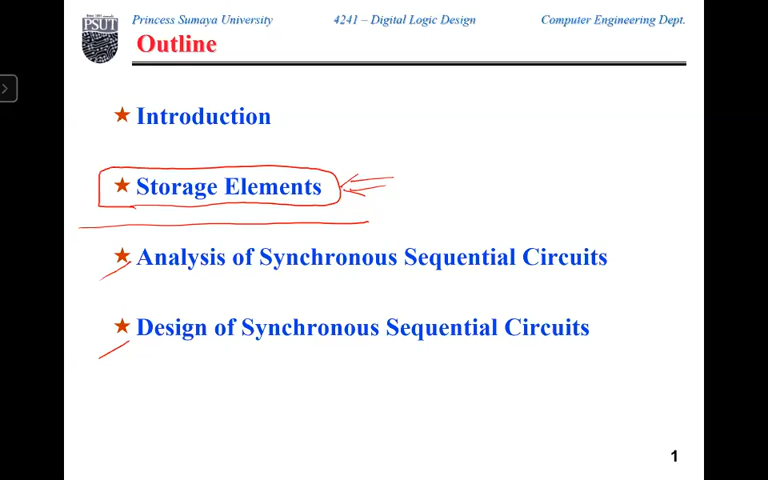 Princess Sumaya University
4241 – Digital Logic Design
Computer Engineering Dept.
PSUT
Outline
Introduction
Storage Elements
Analysis of Synchronous Sequential Circuits
Design of Synchronous Sequential Circuits
1